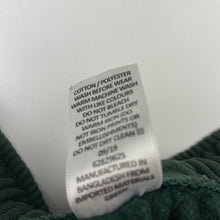 COTTON / POLYESTER
WASH BEFORE WEAR
WARM MACHINE WASH
WITH LIKE COLOURS
DO NOT BLEACH
DO NOT TUMBLE DRY
WARM IRON (DO NOT
IRON PRINTS OR
EMBELLISHMENTS)
DO NOT DRY CLEAN
09/19
62829625
MANUFACTURED IN
BANGLADESH FROM
IMPORTED MATERIALS
GREEN